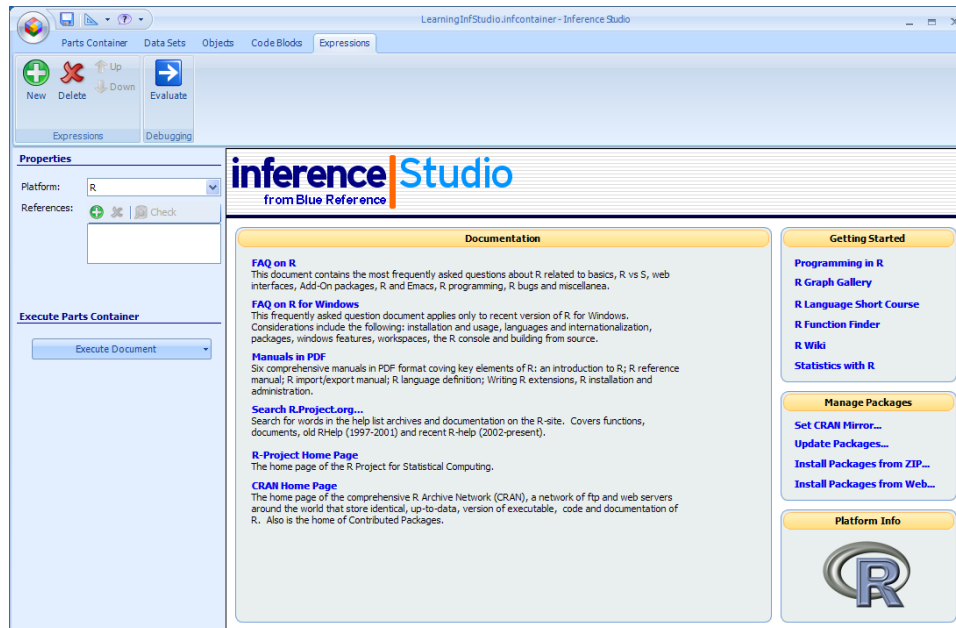 LearningInfStudio.infcontainer - Inference Studio
Parts Container Data Sets Objects Code Blocks Expressions
New Delete Up Down Evaluate
Expressions Debugging
Properties
Platform: R
References: Check
Execute Parts Container
Execute Document
inference Studio
from Blue Reference
Documentation
FAQ on R
This document contains the most frequently asked questions about R related to basics, R vs S, web
interfaces, Add-On packages, R and Emacs, R programming, R bugs and miscellanea.
FAQ on R for Windows
This frequently asked question document applies only to recent version of R for Windows.
Considerations include the following: installation and usage, languages and internationalization,
packages, windows features, workspaces, the R console and building from source.
Manuals in PDF
Six comprehensive manuals in PDF format coving key elements of R: an introduction to R; R reference
manual; R import/export manual; R language definition; Writing R extensions, R installation and
administration.
Search R.Project.org...
Search for words in the help list archives and documentation on the R-site. Covers functions,
documents, old RHelp (1997-2001) and recent R-help (2002-present).
R-Project Home Page
The home page of the R Project for Statistical Computing.
CRAN Home Page
The home page of the comprehensive R Archive Network (CRAN), a network of ftp and web servers
around the world that store identical, up-to-data, version of executable, code and documentation of
R. Also is the home of Contributed Packages.
Getting Started
Programming in R
R Graph Gallery
R Language Short Course
R Function Finder
R Wiki
Statistics with R
Manage Packages
Set CRAN Mirror...
Update Packages...
Install Packages from ZIP...
Install Packages from Web...
Platform Info
R